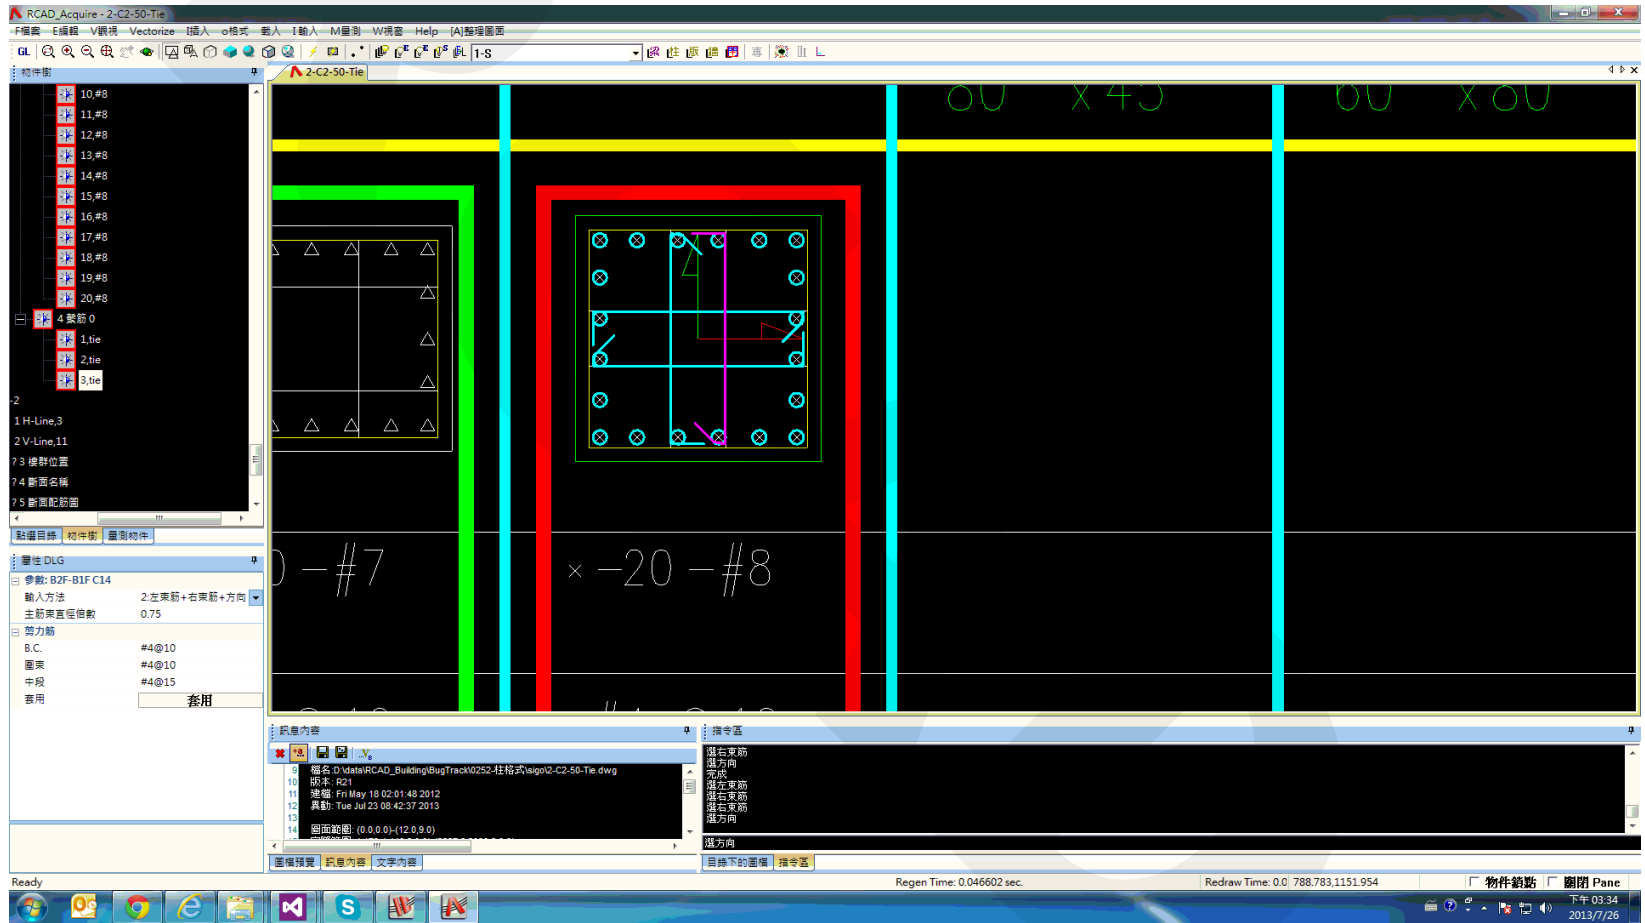 RCAD_Acquire - 2-C2-50-Tie
F檔案 E編輯 V觀視 Vectorize I插入 o格式 載入 I輸入 M量測 W視窗 Help [A]整理圖面
GL 1-S 梁 柱 版 牆
物件樹
2-C2-50-Tie
10,#8
11,#8
12,#8
13,#8
14,#8
15,#8
16,#8
17,#8
18,#8
19,#8
20,#8
4 繫筋 0
1,tie
2,tie
3,tie
-2
1 H-Line,3
2 V-Line,11
? 3 樓群位置
? 4 斷面名稱
? 5 斷面配筋圖
點選目錄 物件樹 量測物件
80 X 45
60 X 80
0 - #7
× -20 - #8
屬性 DLG
參數: B2F-B1F C14
輸入方法 2:左束筋+右束筋+方向
主筋束直徑倍數 0.75
剪力筋
B.C. #4@10
圍束 #4@10
中段 #4@15
套用 套用
訊息內容
9 檔名:D:\data\RCAD_Building\BugTrack\0252-柱格式\sigo\2-C2-50-Tie.dwg
10 版本: R21
11 建檔: Fri May 18 02:01:48 2012
12 異動: Tue Jul 23 08:42:37 2013
13
14 圖面範圍: (0.0,0.0)-(12.0,9.0)
圖檔預覽 訊息內容 文字內容
指令區
選右束筋
選方向
完成
選左束筋
選右束筋
選右束筋
選方向
選方向
目錄下的圖檔 指令區
Ready
Regen Time: 0.046602 sec.
Redraw Time: 0.0 788.783,1151.954
物件鎖點 關閉 Pane
下午 03:34
2013/7/26